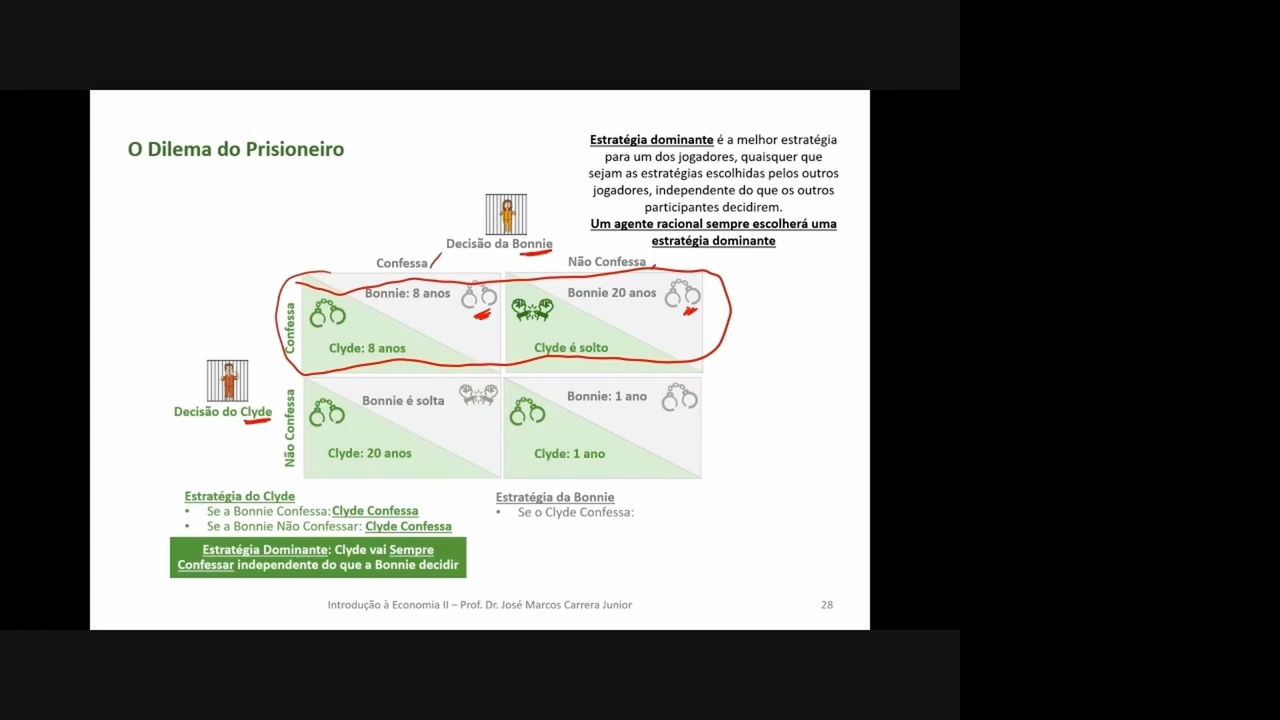 O Dilema do Prisioneiro
Estratégia dominante é a melhor estratégia
para um dos jogadores, quaisquer que
sejam as estratégias escolhidas pelos outros
jogadores, independente do que os outros
participantes decidirem.
Um agente racional sempre escolherá uma
estratégia dominante
Decisão da Bonnie
Confessa
Não Confessa
Confessa
Bonnie: 8 anos
Clyde: 8 anos
Bonnie 20 anos
Clyde é solto
Decisão do Clyde
Não Confessa
Bonnie é solta
Clyde: 20 anos
Bonnie: 1 ano
Clyde: 1 ano
Estratégia do Clyde
• Se a Bonnie Confessa: Clyde Confessa
• Se a Bonnie Não Confessar: Clyde Confessa
Estratégia Dominante: Clyde vai Sempre
Confessar independente do que a Bonnie decidir
Estratégia da Bonnie
• Se o Clyde Confessa:
Introdução à Economia II – Prof. Dr. José Marcos Carrera Junior
28